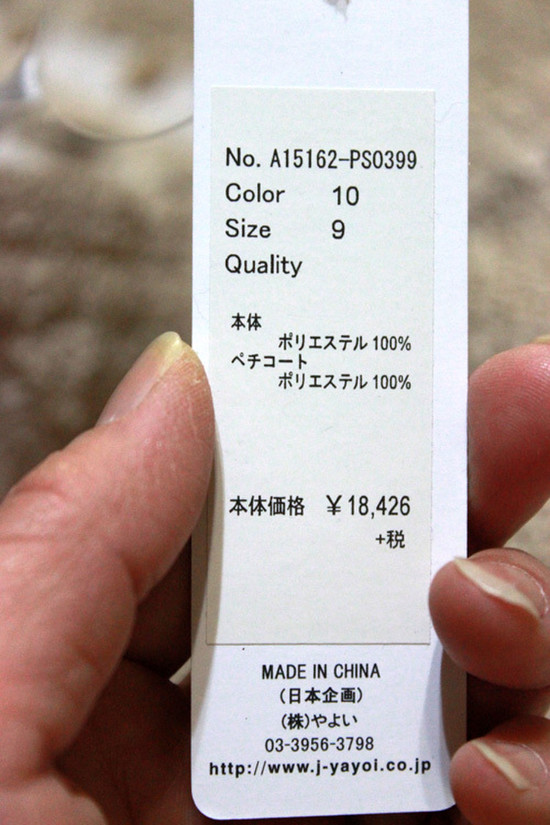 No. A15162-PS0399
Color 10
Size 9
Quality
本体
ポリエステル 100%
ペチコート
ポリエステル 100%
本体価格 ¥18,426
+税
MADE IN CHINA
(日本企画)
(株)やよい
03-3956-3798
http://www.j-yayoi.co.jp